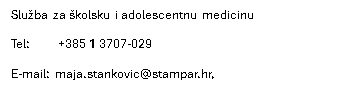 Služba za školsku i adolescentnu medicinu
Tel: +385 1 3707-029
E-mail: maja.stankovic@stampar.hr,